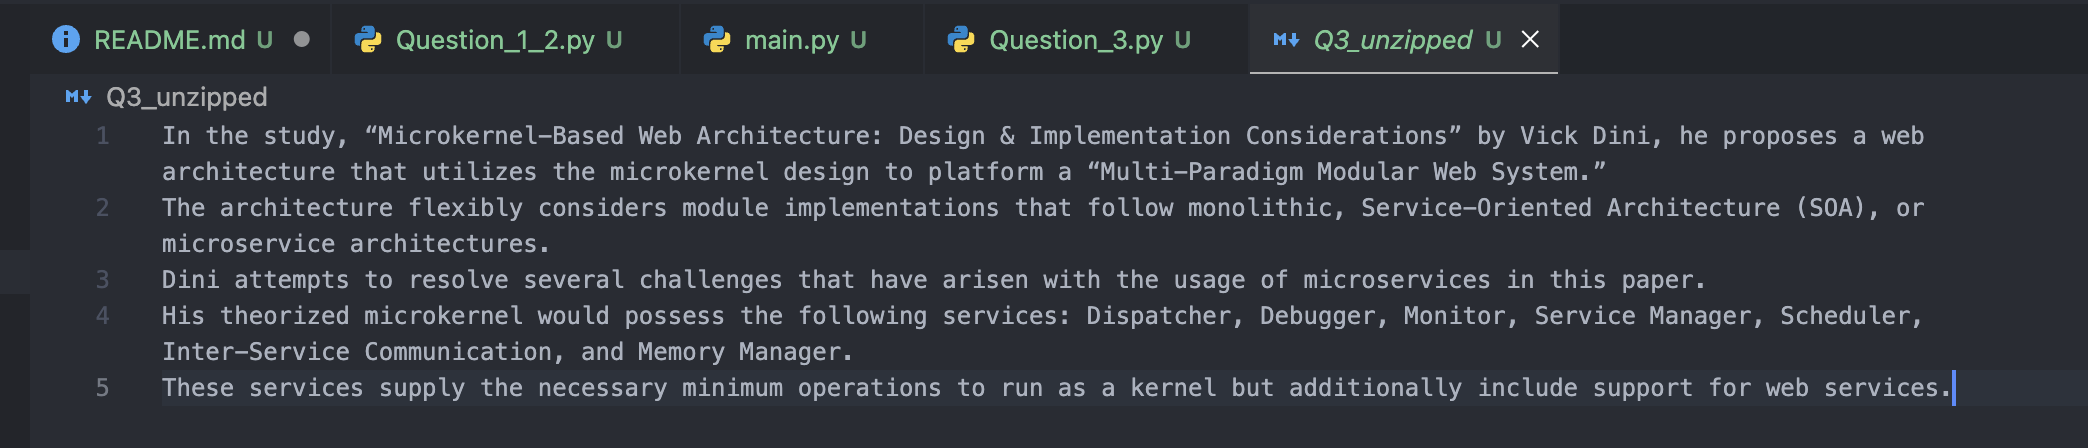 README.md U
Question_1_2.py U
main.py U
Question_3.py U
Q3_unzipped U
Q3_unzipped
1 In the study, “Microkernel-Based Web Architecture: Design & Implementation Considerations” by Vick Dini, he proposes a web
architecture that utilizes the microkernel design to platform a “Multi-Paradigm Modular Web System.”
2 The architecture flexibly considers module implementations that follow monolithic, Service-Oriented Architecture (SOA), or
microservice architectures.
3 Dini attempts to resolve several challenges that have arisen with the usage of microservices in this paper.
4 His theorized microkernel would possess the following services: Dispatcher, Debugger, Monitor, Service Manager, Scheduler,
Inter-Service Communication, and Memory Manager.
5 These services supply the necessary minimum operations to run as a kernel but additionally include support for web services.